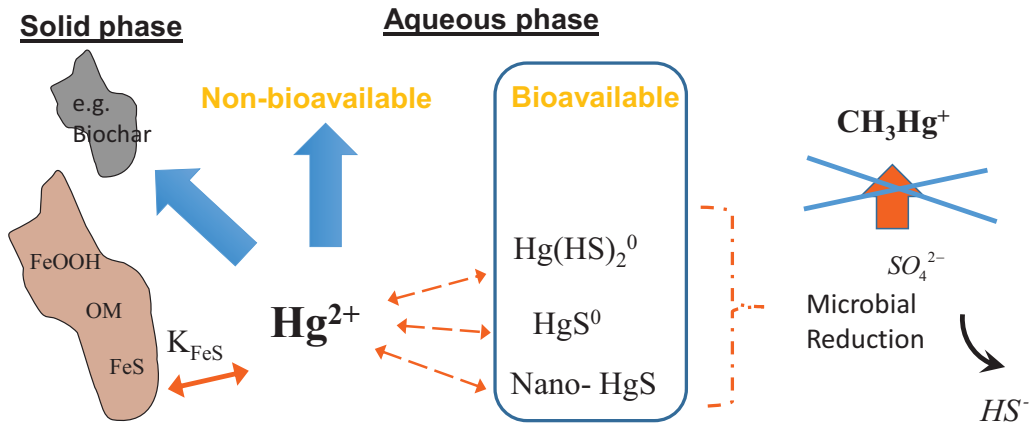 Solid phase
Aqueous phase
e.g.
Biochar
Non-bioavailable
Bioavailable
CH₃Hg⁺
FeOOH
OM
FeS
K_FeS
Hg²⁺
Hg(HS)₂⁰
HgS⁰
Nano- HgS
SO₄²⁻
Microbial
Reduction
HS⁻